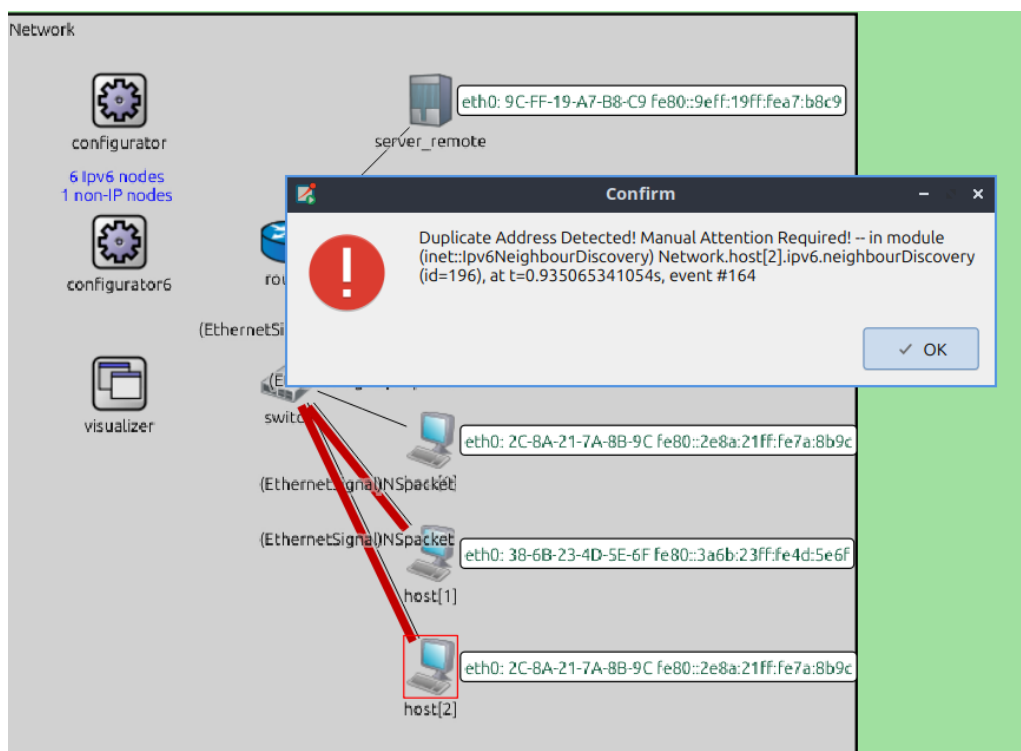 Network
eth0: 9C-FF-19-A7-B8-C9 fe80::9eff:19ff:fea7:b8c9
configurator
server_remote
6 Ipv6 nodes
1 non-IP nodes
Confirm
Duplicate Address Detected! Manual Attention Required! -- in module
(inet::Ipv6NeighbourDiscovery) Network.host[2].ipv6.neighbourDiscovery
(id=196), at t=0.935065341054s, event #164
configurator6
rou
(EthernetSi
OK
(E
switc
visualizer
eth0: 2C-8A-21-7A-8B-9C fe80::2e8a:21ff:fe7a:8b9c
(EthernetSignal)NSpacket
(EthernetSignal)NSpacket
eth0: 38-6B-23-4D-5E-6F fe80::3a6b:23ff:fe4d:5e6f
host[1]
eth0: 2C-8A-21-7A-8B-9C fe80::2e8a:21ff:fe7a:8b9c
host[2]